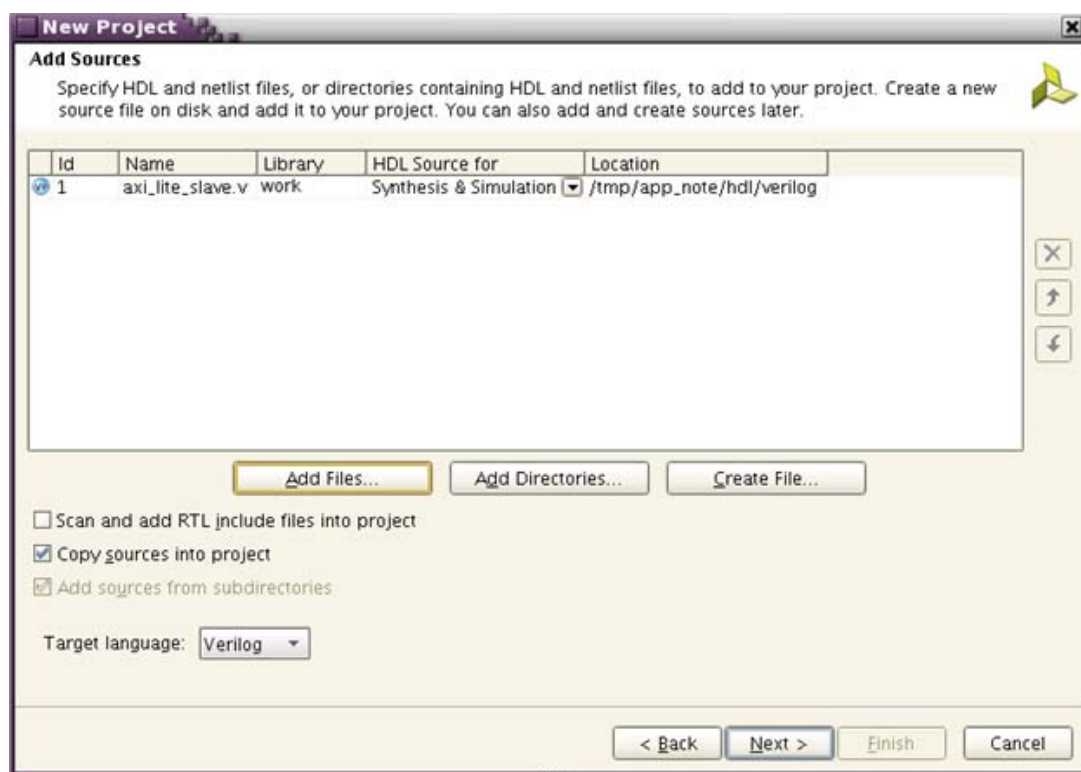 New Project
Add Sources
Specify HDL and netlist files, or directories containing HDL and netlist files, to add to your project. Create a new
source file on disk and add it to your project. You can also add and create sources later.
Id Name Library HDL Source for Location
1 axi_lite_slave.v work Synthesis & Simulation /tmp/app_note/hdl/verilog
Add Files... Add Directories... Create File...
Scan and add RTL include files into project
Copy sources into project
Add sources from subdirectories
Target language: Verilog
< Back Next > Finish Cancel